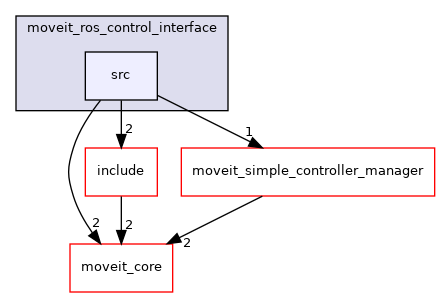 moveit_ros_control_interface
src
2
1
include
moveit_simple_controller_manager
2
2
2
moveit_core